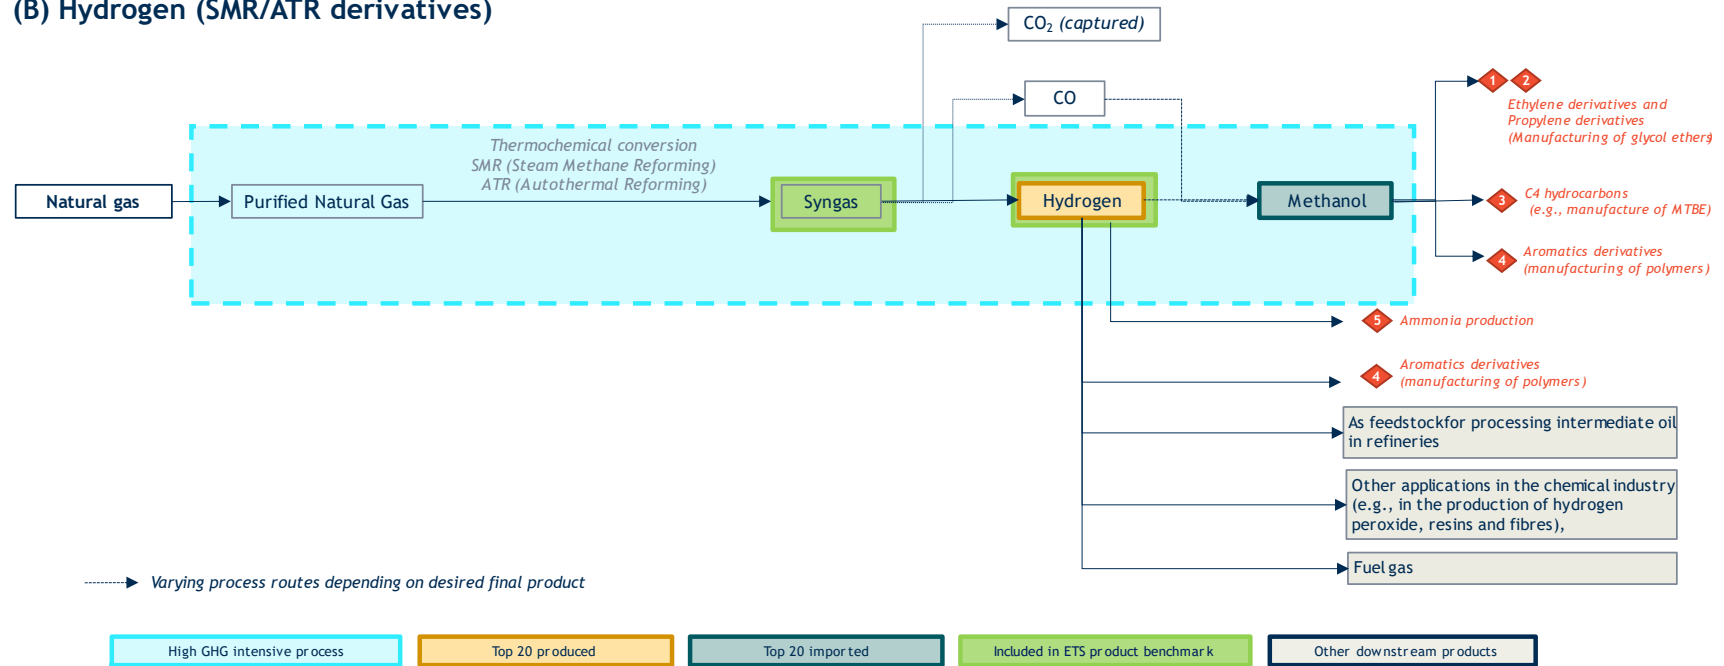 (B) Hydrogen (SMR/ATR derivatives)
CO₂ (captured)
CO
1 2
Ethylene derivatives and
Propylene derivatives
(Manufacturing of glycol ethers
Thermochemical conversion
SMR (Steam Methane Reforming)
ATR (Autothermal Reforming)
Natural gas
Purified Natural Gas
Syngas
Hydrogen
Methanol
3
C4 hydrocarbons
(e.g., manufacture of MTBE)
4
Aromatics derivatives
(manufacturing of polymers)
5
Ammonia production
4
Aromatics derivatives
(manufacturing of polymers)
As feedstockfor processing intermediate oil
in refineries
Other applications in the chemical industry
(e.g., in the production of hydrogen
peroxide, resins and fibres),
Fuel gas
Varying process routes depending on desired final product
High GHG intensive process
Top 20 produced
Top 20 imported
Included in ETS product benchmark
Other downstream products